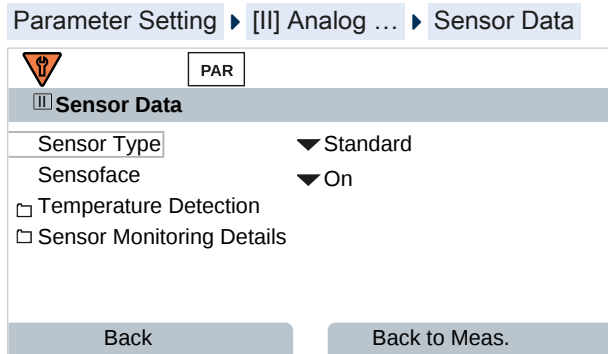 Parameter Setting ▶ [II] Analog … ▶ Sensor Data
PAR
II Sensor Data
Sensor Type Standard
Sensoface On
Temperature Detection
Sensor Monitoring Details
Back Back to Meas.